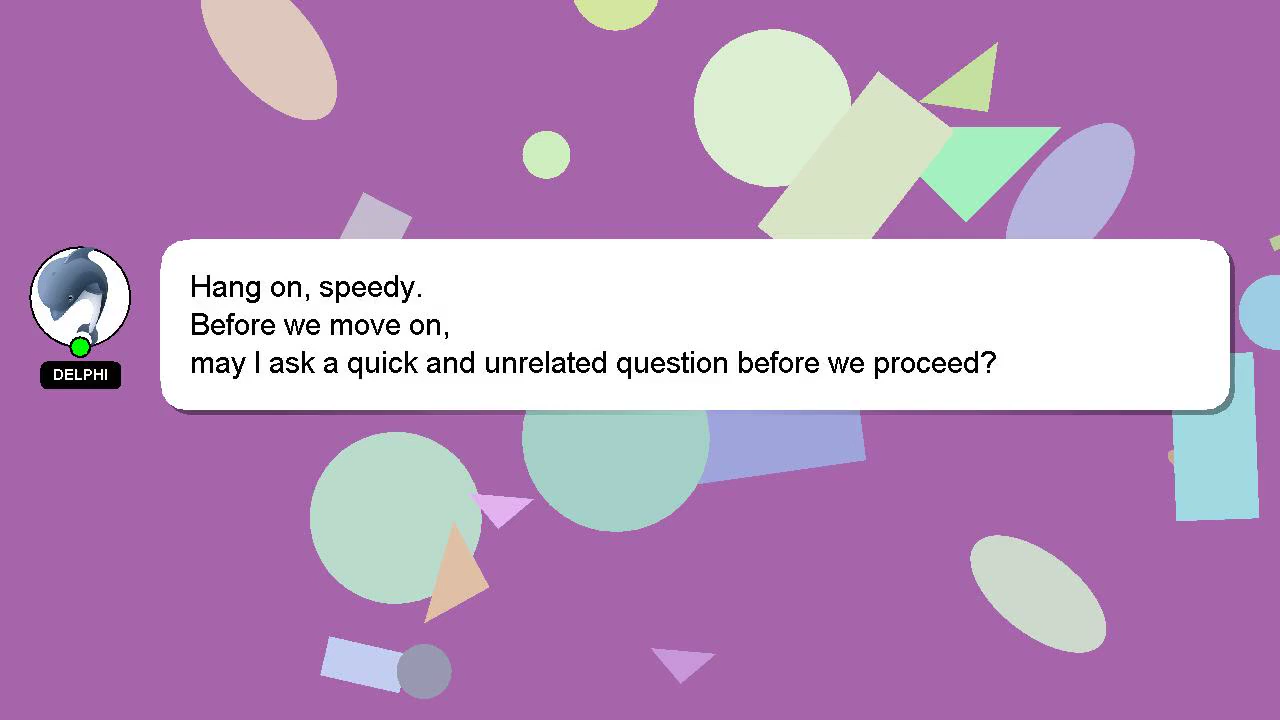 Hang on, speedy.
Before we move on,
may I ask a quick and unrelated question before we proceed?
DELPHI